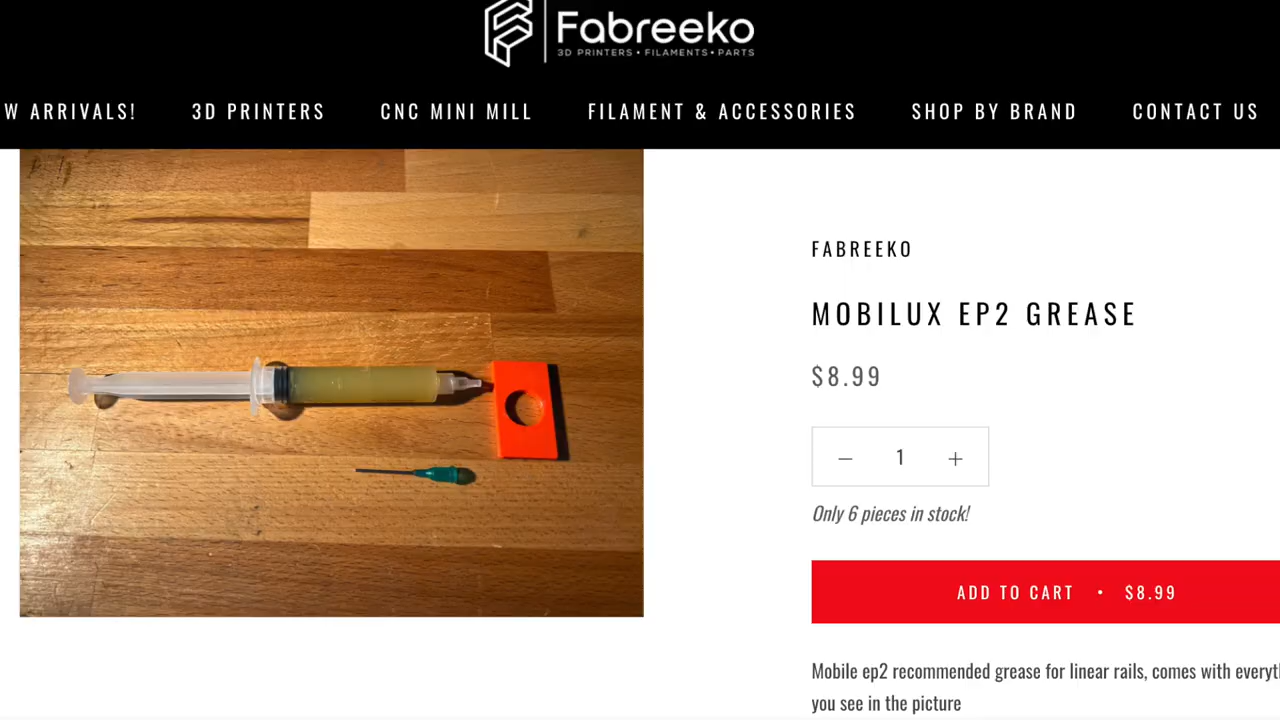 Fabreeko
3D PRINTERS • FILAMENTS • PARTS
W ARRIVALS!
3D PRINTERS
CNC MINI MILL
FILAMENT & ACCESSORIES
SHOP BY BRAND
CONTACT US
FABREEKO
MOBILUX EP2 GREASE
$8.99
− 1 +
Only 6 pieces in stock!
ADD TO CART • $8.99
Mobile ep2 recommended grease for linear rails, comes with everyt
you see in the picture